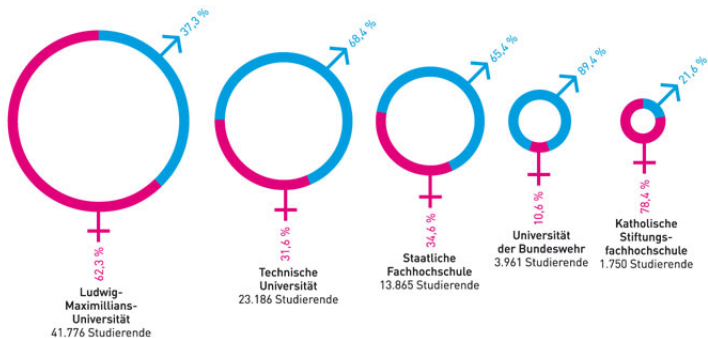 37,3 %
62,3 %
Ludwig-
Maximillians-
Universität
41.776 Studierende
68,4 %
31,6 %
Technische
Universität
23.186 Studierende
65,4 %
34,6 %
Staatliche
Fachhochschule
13.865 Studierende
89,4 %
10,6 %
Universität
der Bundeswehr
3.961 Studierende
21,6 %
78,4 %
Katholische
Stiftungs-
fachhochschule
1.750 Studierende